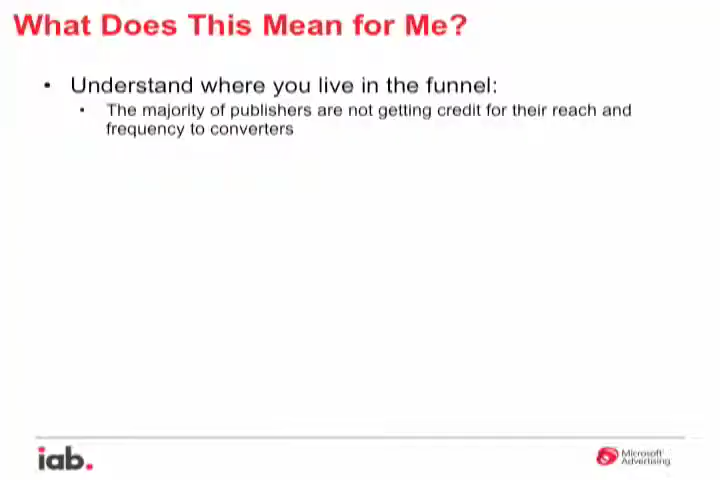 What Does This Mean for Me?
• Understand where you live in the funnel:
• The majority of publishers are not getting credit for their reach and
frequency to converters
iab.
Microsoft
Advertising